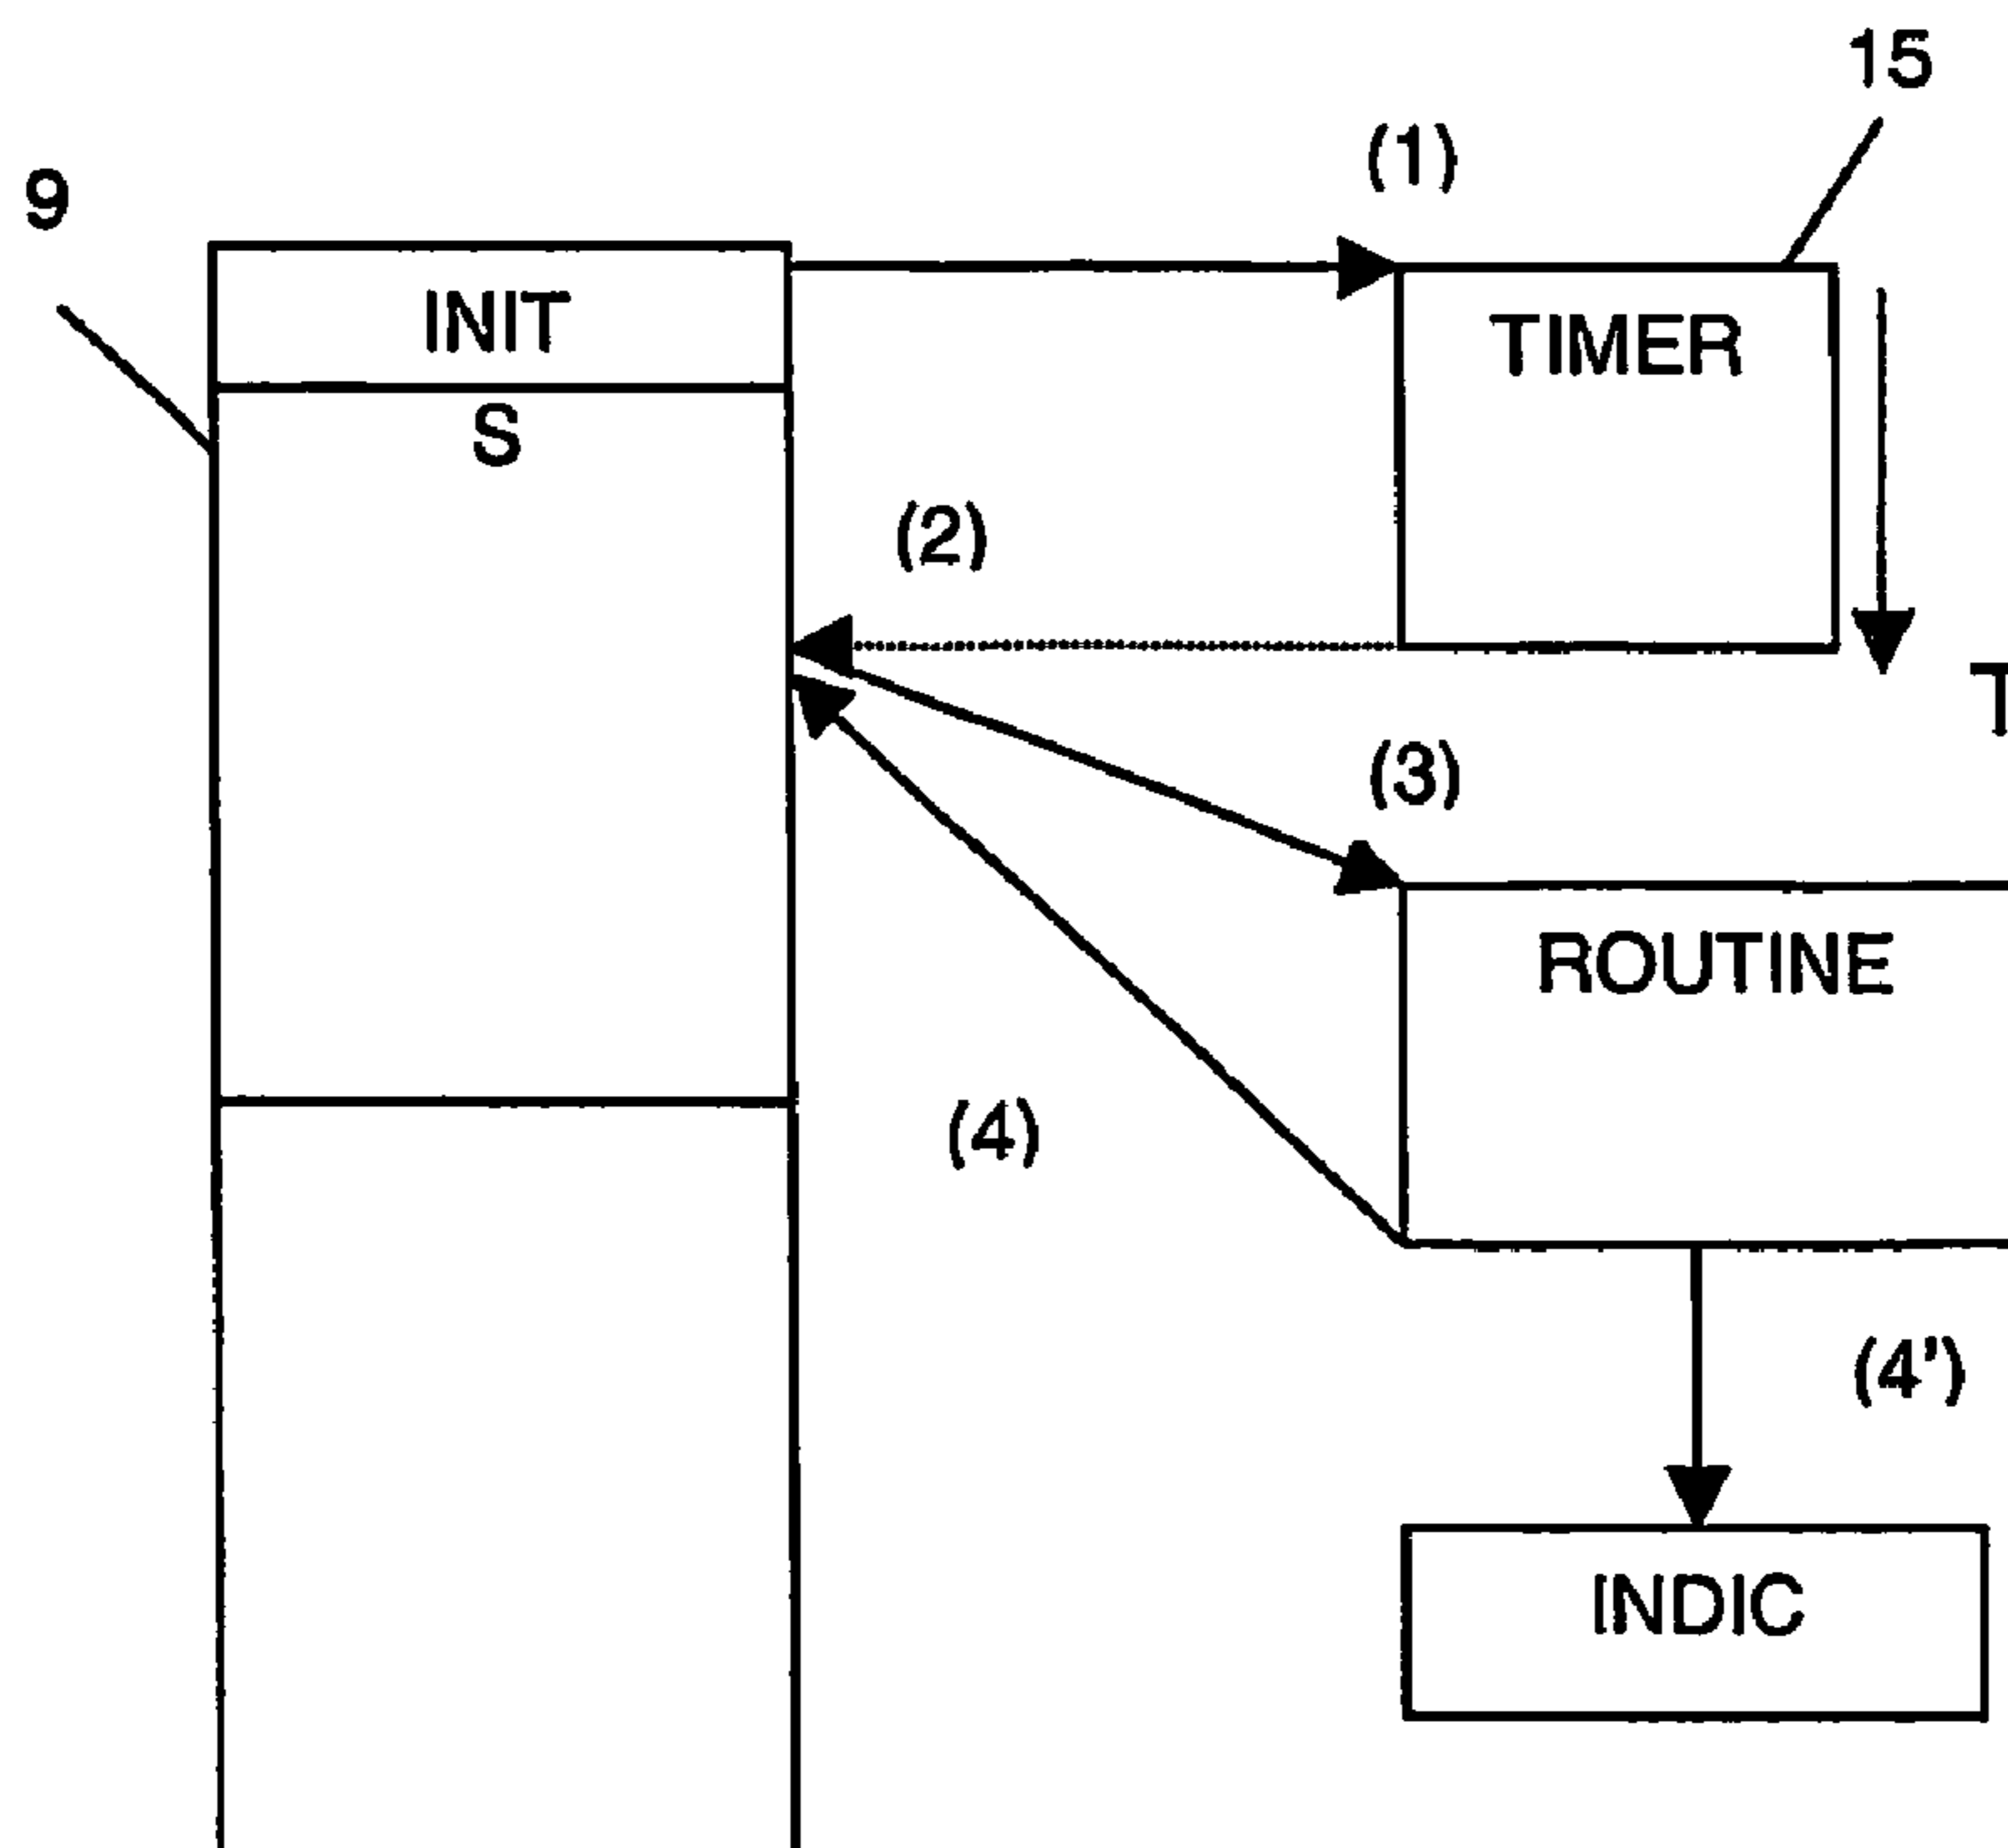 15
(1)
9
INIT
TIMER
S
(2)
T
(3)
ROUTINE
(4)
(4')
INDIC